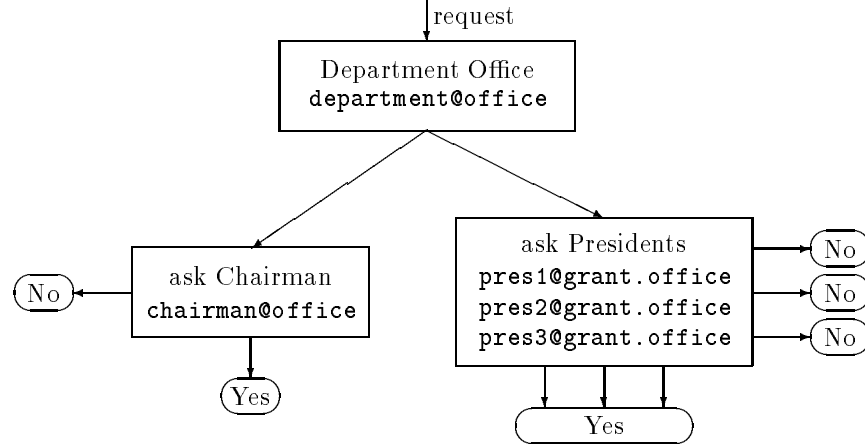 request
Department Office
department@office
ask Chairman
chairman@office
No
Yes
ask Presidents
pres1@grant.office
pres2@grant.office
pres3@grant.office
No
No
No
Yes